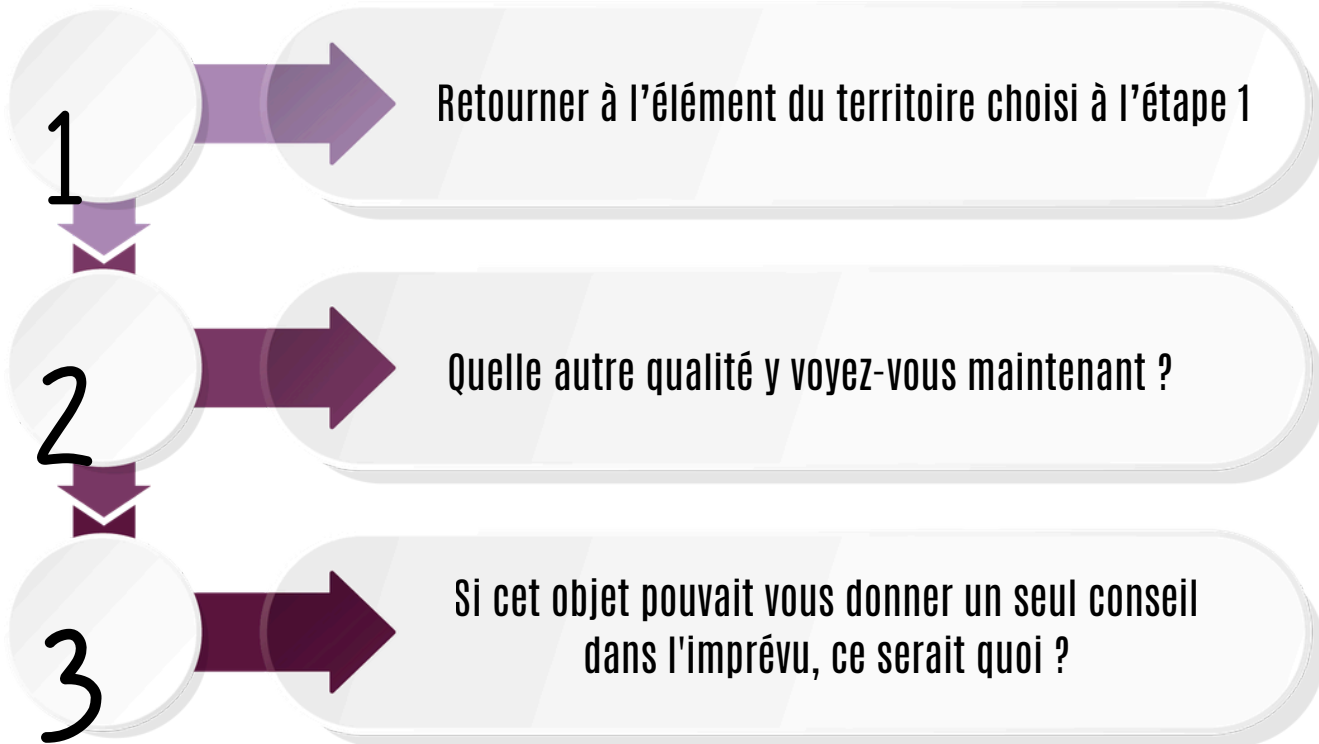 1
Retourner à l’élément du territoire choisi à l’étape 1
2
Quelle autre qualité y voyez-vous maintenant ?
3
Si cet objet pouvait vous donner un seul conseil
dans l'imprévu, ce serait quoi ?